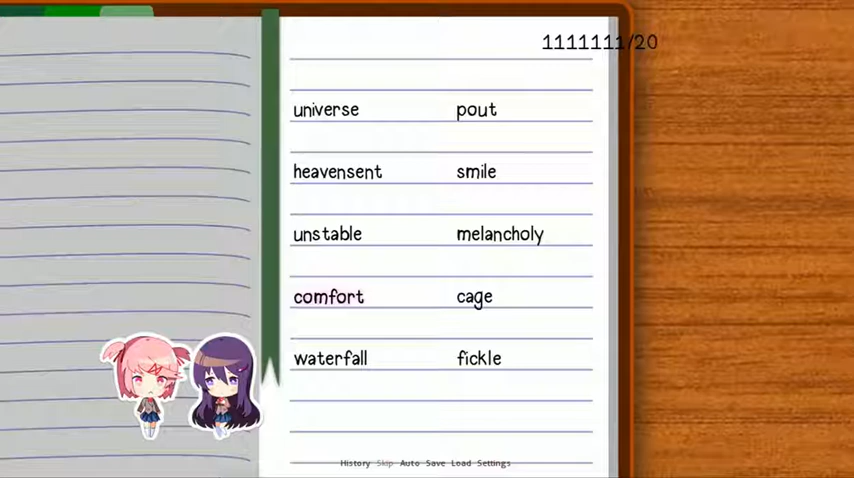 1111111/20
universe pout
heavensent smile
unstable melancholy
comfort cage
waterfall fickle
History Skip Auto Save Load Settings